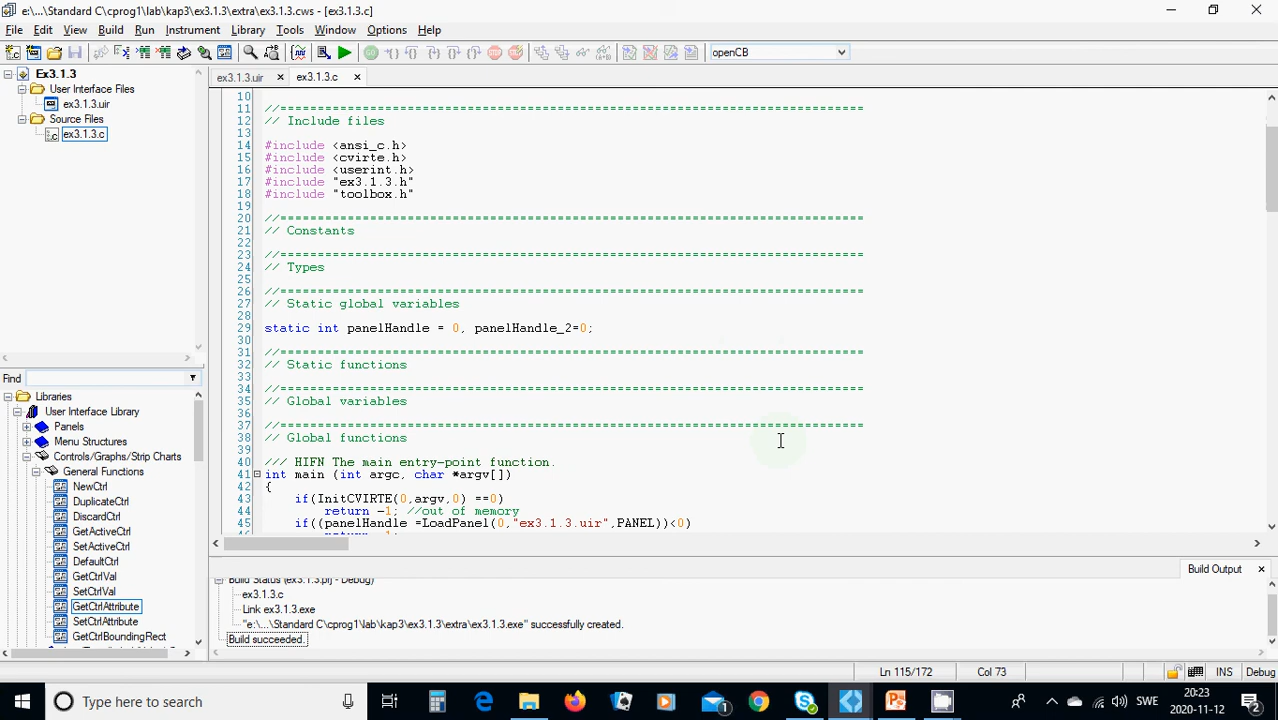 e:\...\Standard C\cprog1\lab\kap3\ex3.1.3\extra\ex3.1.3.cws - [ex3.1.3.c]
File Edit View Build Run Instrument Library Tools Window Options Help
openCB
Ex3.1.3
User Interface Files
ex3.1.3.uir
Source Files
ex3.1.3.c
Find
Libraries
User Interface Library
Panels
Menu Structures
Controls/Graphs/Strip Charts
General Functions
NewCtrl
DuplicateCtrl
DiscardCtrl
GetActiveCtrl
SetActiveCtrl
DefaultCtrl
GetCtrlVal
SetCtrlVal
GetCtrlAttribute
SetCtrlAttribute
GetCtrlBoundingRect
ex3.1.3.uir ex3.1.3.c
10
11 //==============================================================================
12 // Include files
13
14 #include <ansi_c.h>
15 #include <cvirte.h>
16 #include <userint.h>
17 #include "ex3.1.3.h"
18 #include "toolbox.h"
19
20 //==============================================================================
21 // Constants
22
23 //==============================================================================
24 // Types
25
26 //==============================================================================
27 // Static global variables
28
29 static int panelHandle = 0, panelHandle_2=0;
30
31 //==============================================================================
32 // Static functions
33
34 //==============================================================================
35 // Global variables
36
37 //==============================================================================
38 // Global functions
39
40 /// HIFN The main entry-point function.
41 int main (int argc, char *argv[])
42 {
43 if(InitCVIRTE(0,argv,0) ==0)
44 return -1; //out of memory
45 if((panelHandle =LoadPanel(0,"ex3.1.3.uir",PANEL))<0)
Build Output
Build Status (ex3.1.3.prj - Debug)
ex3.1.3.c
Link ex3.1.3.exe
"e:\...\Standard C\cprog1\lab\kap3\ex3.1.3\extra\ex3.1.3.exe" successfully created.
Build succeeded.
Ln 115/172 Col 73 INS Debug
Type here to search
1
SWE
20:23
2020-11-12
2